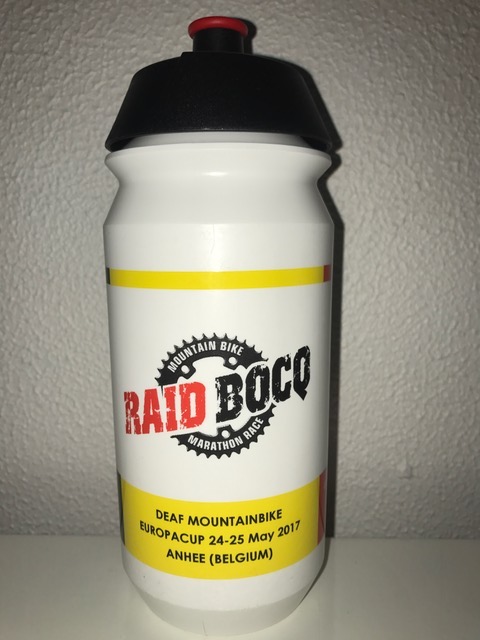 MOUNTAIN BIKE
RAID BOCQ
MARATHON RACE
DEAF MOUNTAINBIKE
EUROPACUP 24-25 May 2017
ANHEE (BELGIUM)